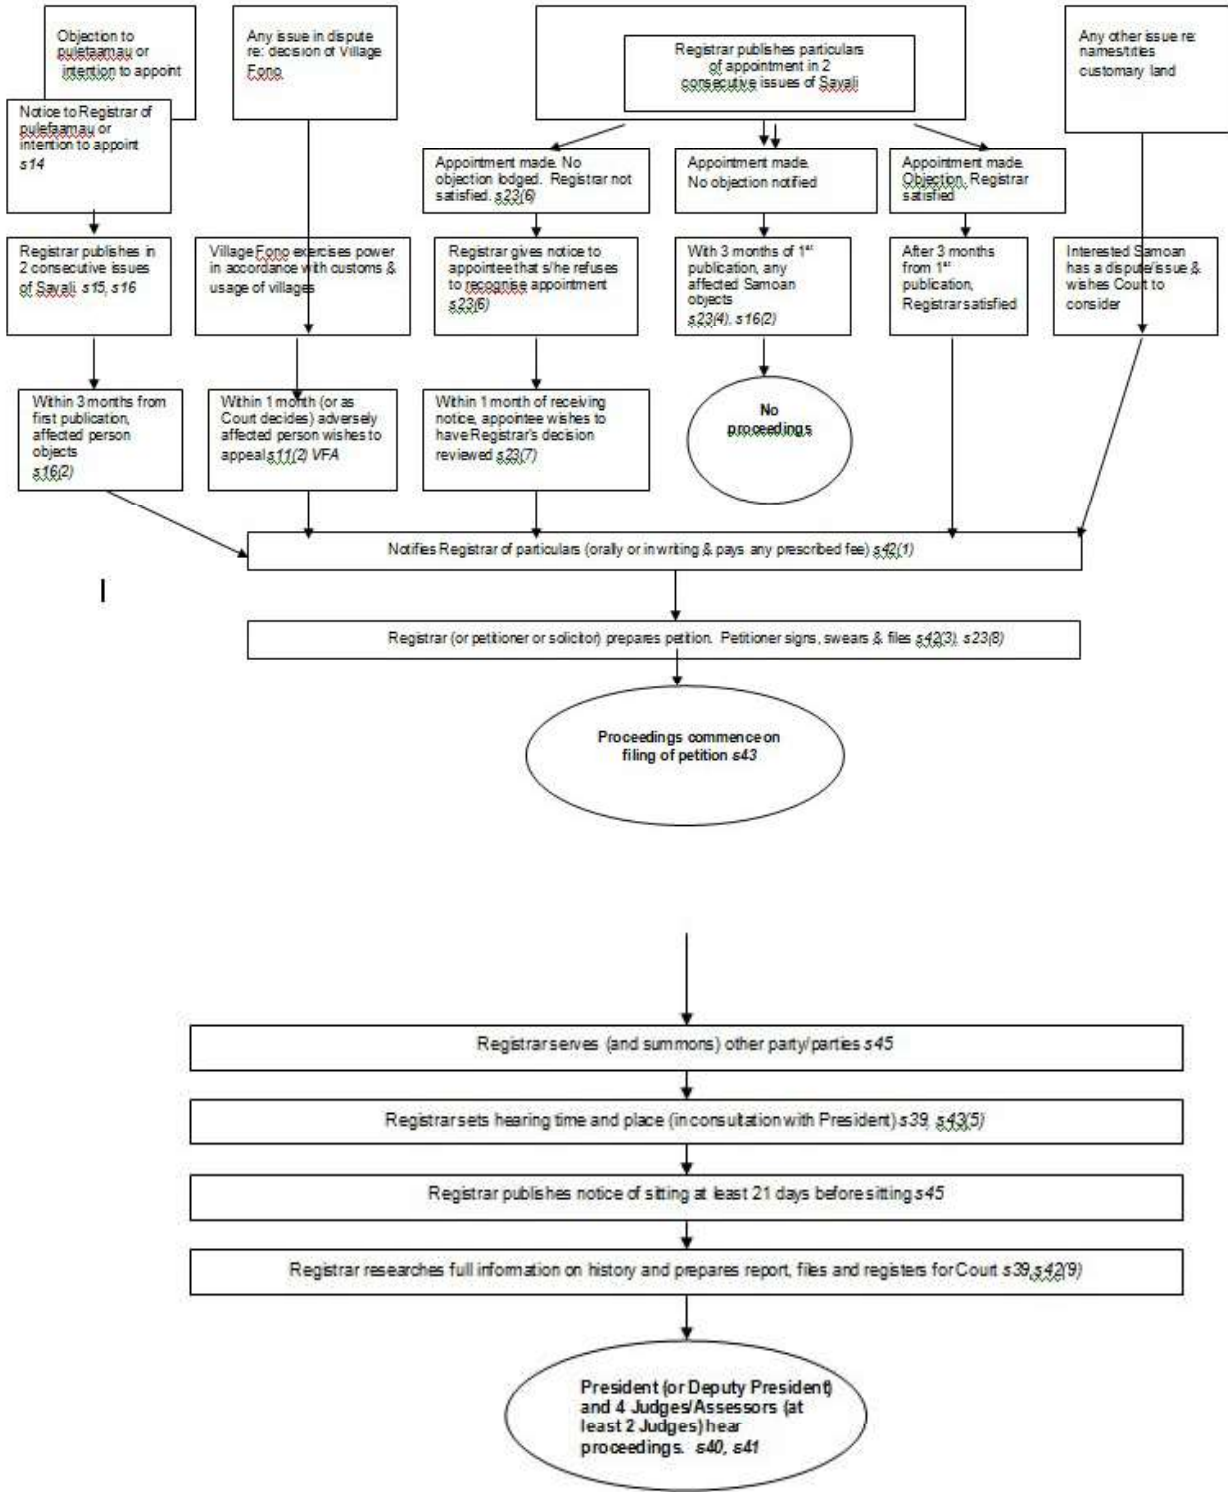 Objection to
pulefaamau or
intention to appoint
Notice to Registrar of
pulefaamau or
intention to appoint
s14
Registrar publishes in
2 consecutive issues
of Savali. s15, s16
Within 3 months from
first publication,
affected person
objects
s16(2)
Any issue in dispute
re: decision of Village
Fono
Village Fono exercises power
in accordance with customs &
usage of villages
Within 1 month (or as
Court decides) adversely
affected person wishes to
appeal s11(2) VFA
Registrar publishes particulars
of appointment in 2
consecutive issues of Savali
Appointment made. No
objection lodged. Registrar not
satisfied. s23(6)
Registrar gives notice to
appointee that s/he refuses
to recognise appointment
s23(6)
Within 1 month of receiving
notice, appointee wishes to
have Registrar's decision
reviewed s23(7)
Appointment made.
No objection notified
With 3 months of 1st
publication, any
affected Samoan
objects
s23(4), s16(2)
No
proceedings
Appointment made.
Objection. Registrar
satisfied
After 3 months
from 1st
publication,
Registrar satisfied
Any other issue re:
names/titles
customary land
Interested Samoan
has a dispute/issue &
wishes Court to
consider
Notifies Registrar of particulars (orally or in writing & pays any prescribed fee) s42(1)
Registrar (or petitioner or solicitor) prepares petition. Petitioner signs, swears & files s42(3), s23(8)
Proceedings commence on
filing of petition s43
Registrar serves (and summons) other party/parties s45
Registrar sets hearing time and place (in consultation with President) s39, s43(5)
Registrar publishes notice of sitting at least 21 days before sitting s45
Registrar researches full information on history and prepares report, files and registers for Court s39,s42(9)
President (or Deputy President)
and 4 Judges/Assessors (at
least 2 Judges) hear
proceedings. s40, s41